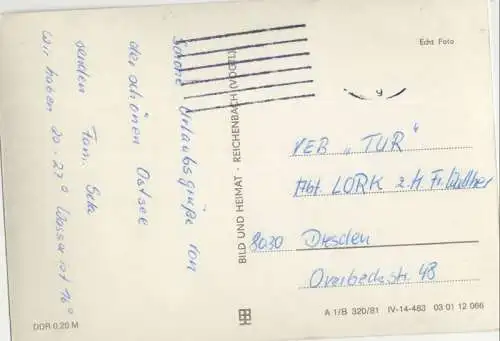 Schöne Urlaubsgrüße von
der schönen Ostsee
senden Fam.
Wir haben 20-22° Wasser ist 16°
DDR 0,20 M
BILD UND HEIMAT · REICHENBACH (VOGTL)
Echt Foto
VEB „TUR"
Abt. LORK z. H. Fr.
8030 Dresden
Overbeckstr. 48
A 1/B 320/81 IV-14-483 03 01 12 066